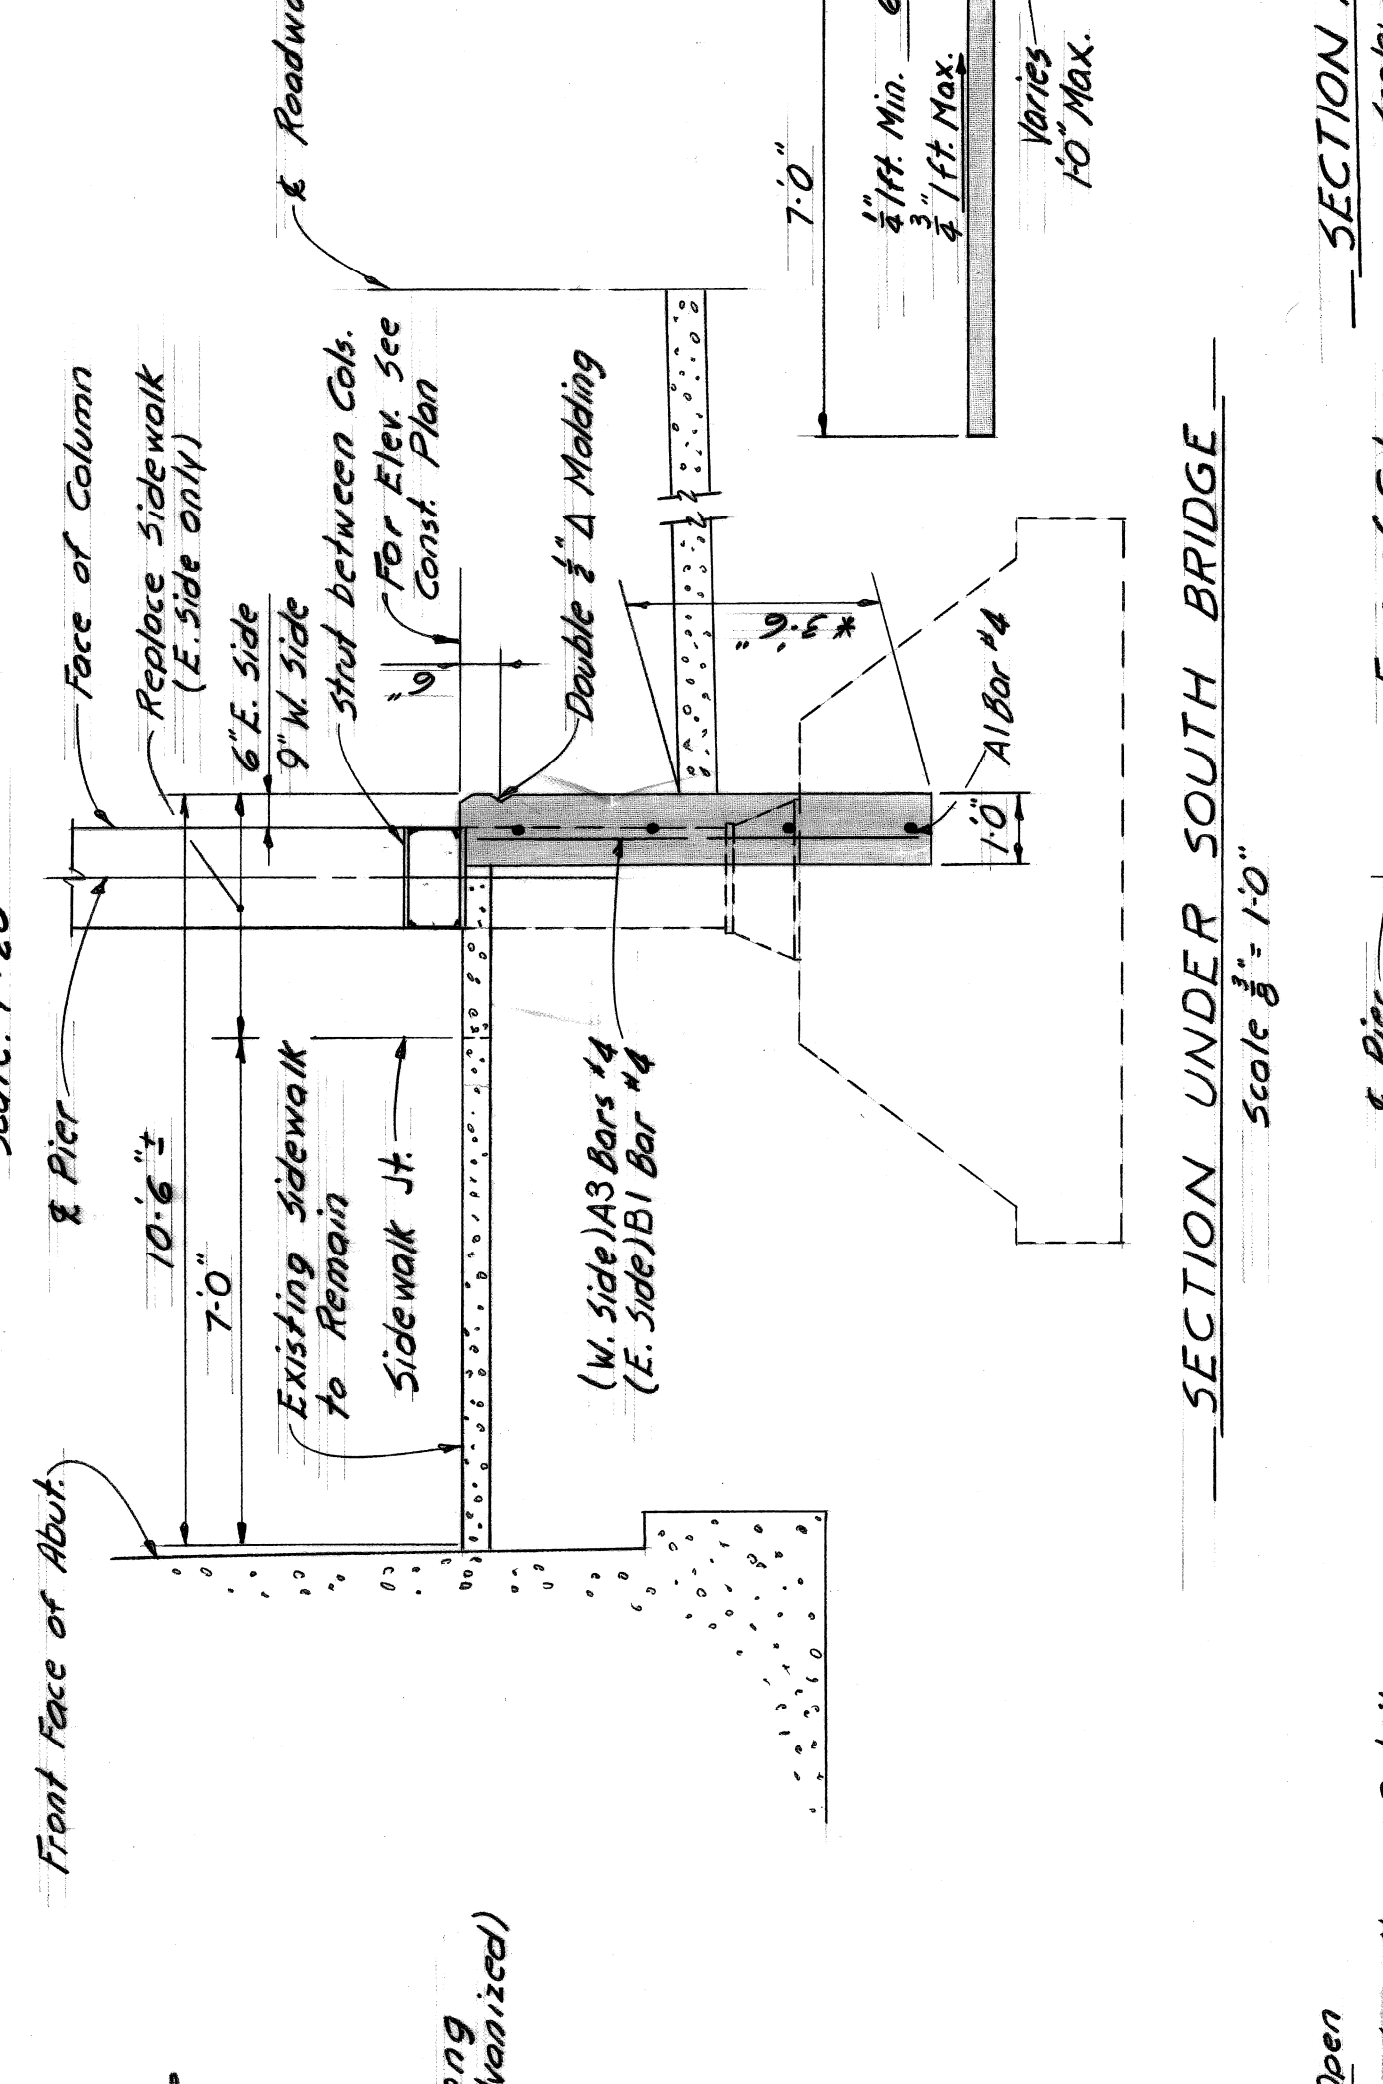 Front Face of Abut.
℄ Pier
10'-6"±
7'-0"
Existing Sidewalk
to Remain
Sidewalk Jt.
Face of Column
Replace Sidewalk
(E. Side only)
6" E. Side
9" W. Side
Strut between Cols.
For Elev. See
Const. Plan
6"
Double ½" Δ Molding
℄
(W. Side) A3 Bars #4
(E. Side) B1 Bar #4
* 3'-6"
A1 Bar #4
1'-0"
7'-0"
¼"/ft. Min.
¾"/ft. Max.
Varies
1'-0" Max.
SECTION UNDER SOUTH BRIDGE
Scale ⅜" = 1'-0"
SECTION
Pier
Open